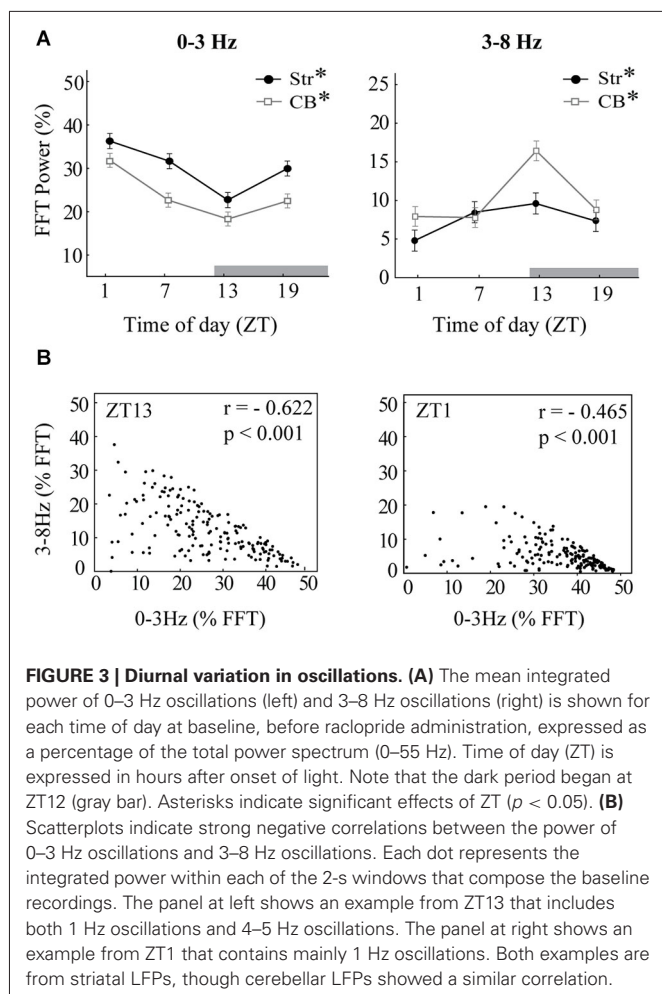 A
0-3 Hz
3-8 Hz
Str*
CB*
Str*
CB*
FFT Power (%)
50
40
30
20
10
25
20
15
10
5
0
1 7 13 19
1 7 13 19
Time of day (ZT)
Time of day (ZT)
B
ZT13
r = - 0.622
p < 0.001
ZT1
r = - 0.465
p < 0.001
3-8Hz (% FFT)
50
40
30
20
10
0
50
40
30
20
10
0
0 10 20 30 40 50
0 10 20 30 40 50
0-3Hz (% FFT)
0-3Hz (% FFT)
FIGURE 3 | Diurnal variation in oscillations. (A) The mean integrated
power of 0–3 Hz oscillations (left) and 3–8 Hz oscillations (right) is shown for
each time of day at baseline, before raclopride administration, expressed as
a percentage of the total power spectrum (0–55 Hz). Time of day (ZT) is
expressed in hours after onset of light. Note that the dark period began at
ZT12 (gray bar). Asterisks indicate significant effects of ZT (p < 0.05). (B)
Scatterplots indicate strong negative correlations between the power of
0–3 Hz oscillations and 3–8 Hz oscillations. Each dot represents the
integrated power within each of the 2-s windows that compose the baseline
recordings. The panel at left shows an example from ZT13 that includes
both 1 Hz oscillations and 4–5 Hz oscillations. The panel at right shows an
example from ZT1 that contains mainly 1 Hz oscillations. Both examples are
from striatal LFPs, though cerebellar LFPs showed a similar correlation.